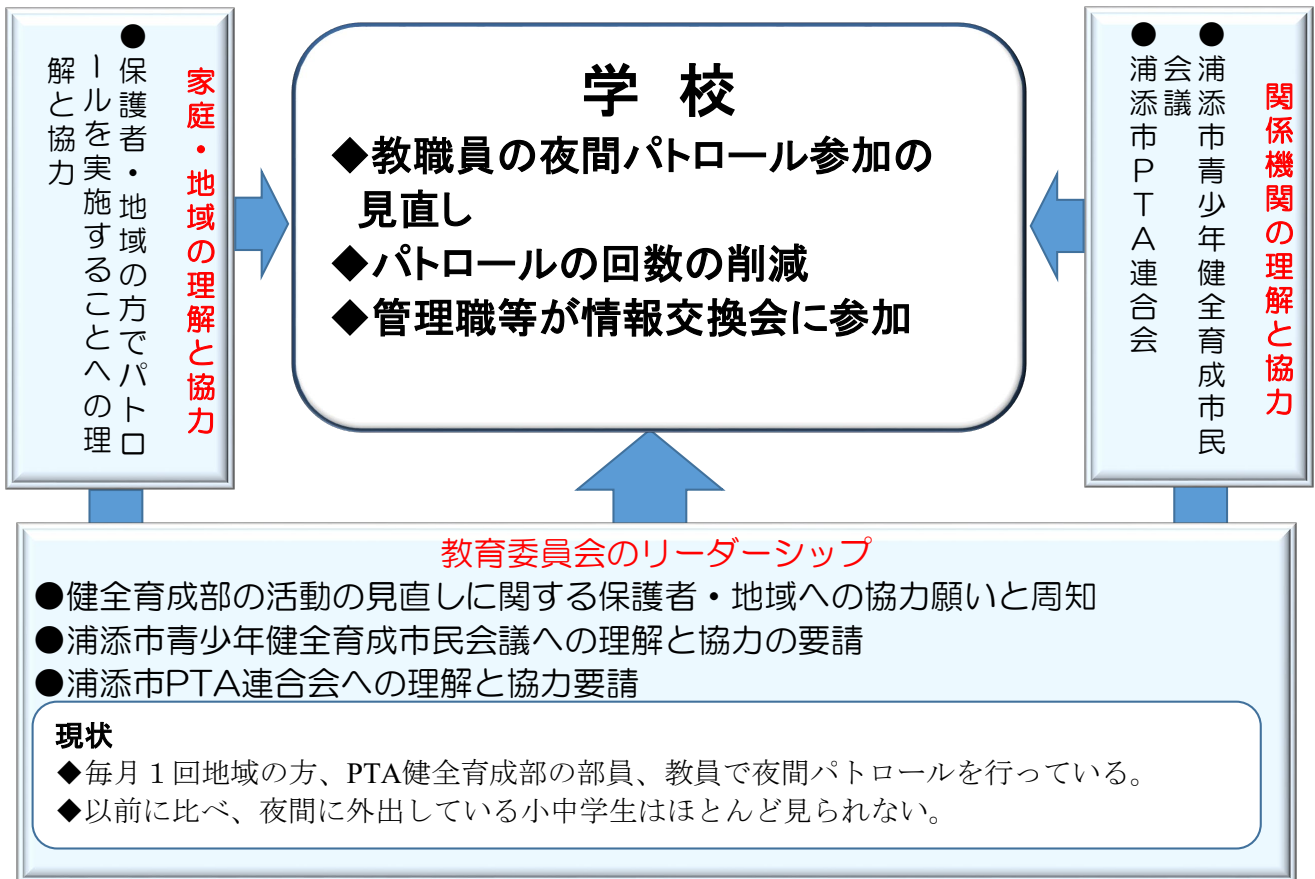 家庭・地域の理解と協力
●保護者・地域の方でパトロ
ールを実施することへの理
解と協力
学 校
◆教職員の夜間パトロール参加の
見直し
◆パトロールの回数の削減
◆管理職等が情報交換会に参加
関係機関の理解と協力
●浦添市青少年健全育成市民
会議
●浦添市PTA連合会
教育委員会のリーダーシップ
●健全育成部の活動の見直しに関する保護者・地域への協力願いと周知
●浦添市青少年健全育成市民会議への理解と協力の要請
●浦添市PTA連合会への理解と協力要請
現状
◆毎月１回地域の方、PTA健全育成部の部員、教員で夜間パトロールを行っている。
◆以前に比べ、夜間に外出している小中学生はほとんど見られない。